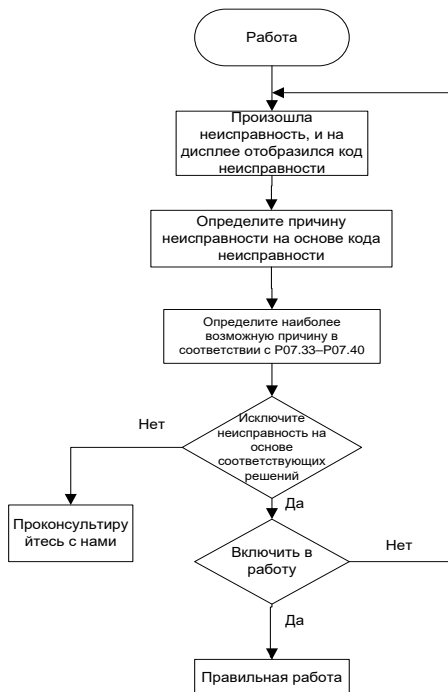 Работа
Произошла
неисправность, и на
дисплее отобразился код
неисправности
Определите причину
неисправности на основе кода
неисправности
Определите наиболее
возможную причину в
соответствии с P07.33–P07.40
Исключите
неисправность на
основе
соответствующих
решений
Нет
Да
Проконсультиру
йтесь с нами
Включить в
работу
Нет
Да
Правильная работа